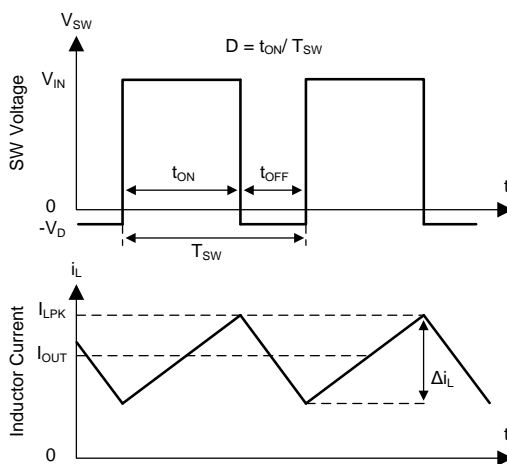 V_SW
D = t_ON/ T_SW
V_IN
SW Voltage
t_ON
t_OFF
t
0
-V_D
T_SW
i_L
I_LPK
I_OUT
Inductor Current
Δi_L
t
0